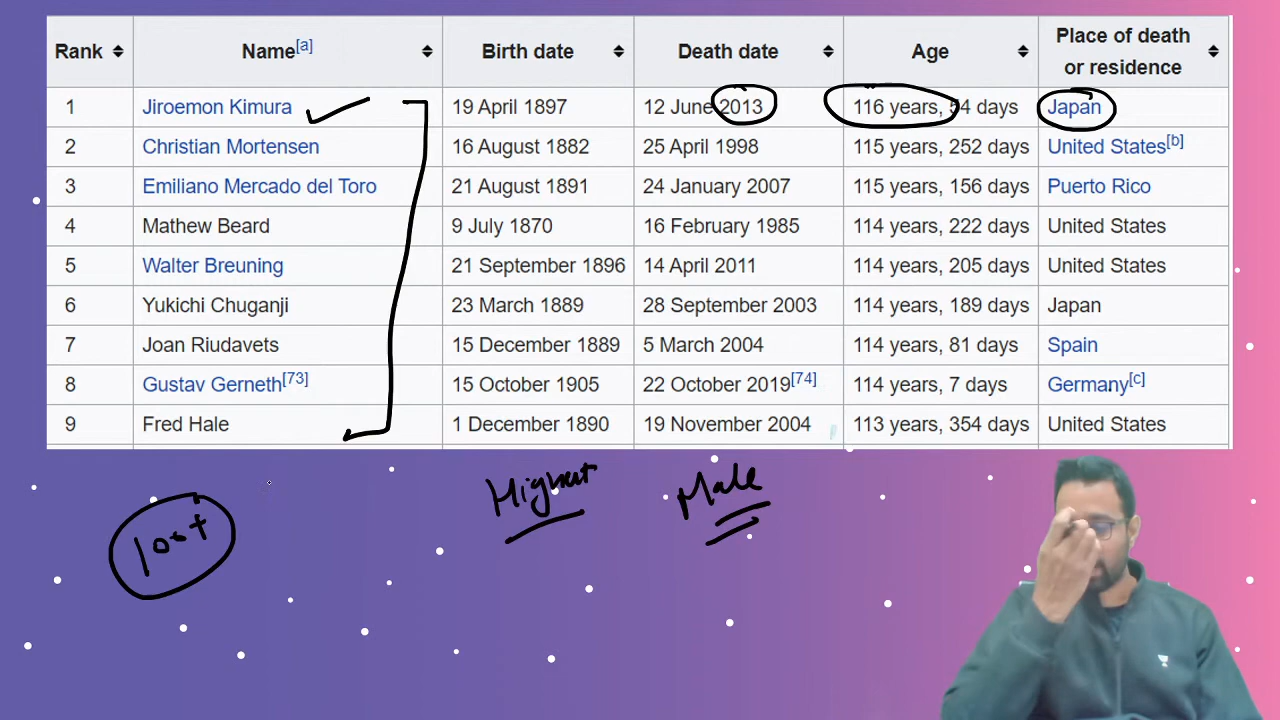 Rank Name[a] Birth date Death date Age Place of death or residence
1 Jiroemon Kimura 19 April 1897 12 June 2013 116 years, 54 days Japan
2 Christian Mortensen 16 August 1882 25 April 1998 115 years, 252 days United States[b]
3 Emiliano Mercado del Toro 21 August 1891 24 January 2007 115 years, 156 days Puerto Rico
4 Mathew Beard 9 July 1870 16 February 1985 114 years, 222 days United States
5 Walter Breuning 21 September 1896 14 April 2011 114 years, 205 days United States
6 Yukichi Chuganji 23 March 1889 28 September 2003 114 years, 189 days Japan
7 Joan Riudavets 15 December 1889 5 March 2004 114 years, 81 days Spain
8 Gustav Gerneth[73] 15 October 1905 22 October 2019[74] 114 years, 7 days Germany[c]
9 Fred Hale 1 December 1890 19 November 2004 113 years, 354 days United States
Highest Male
100+